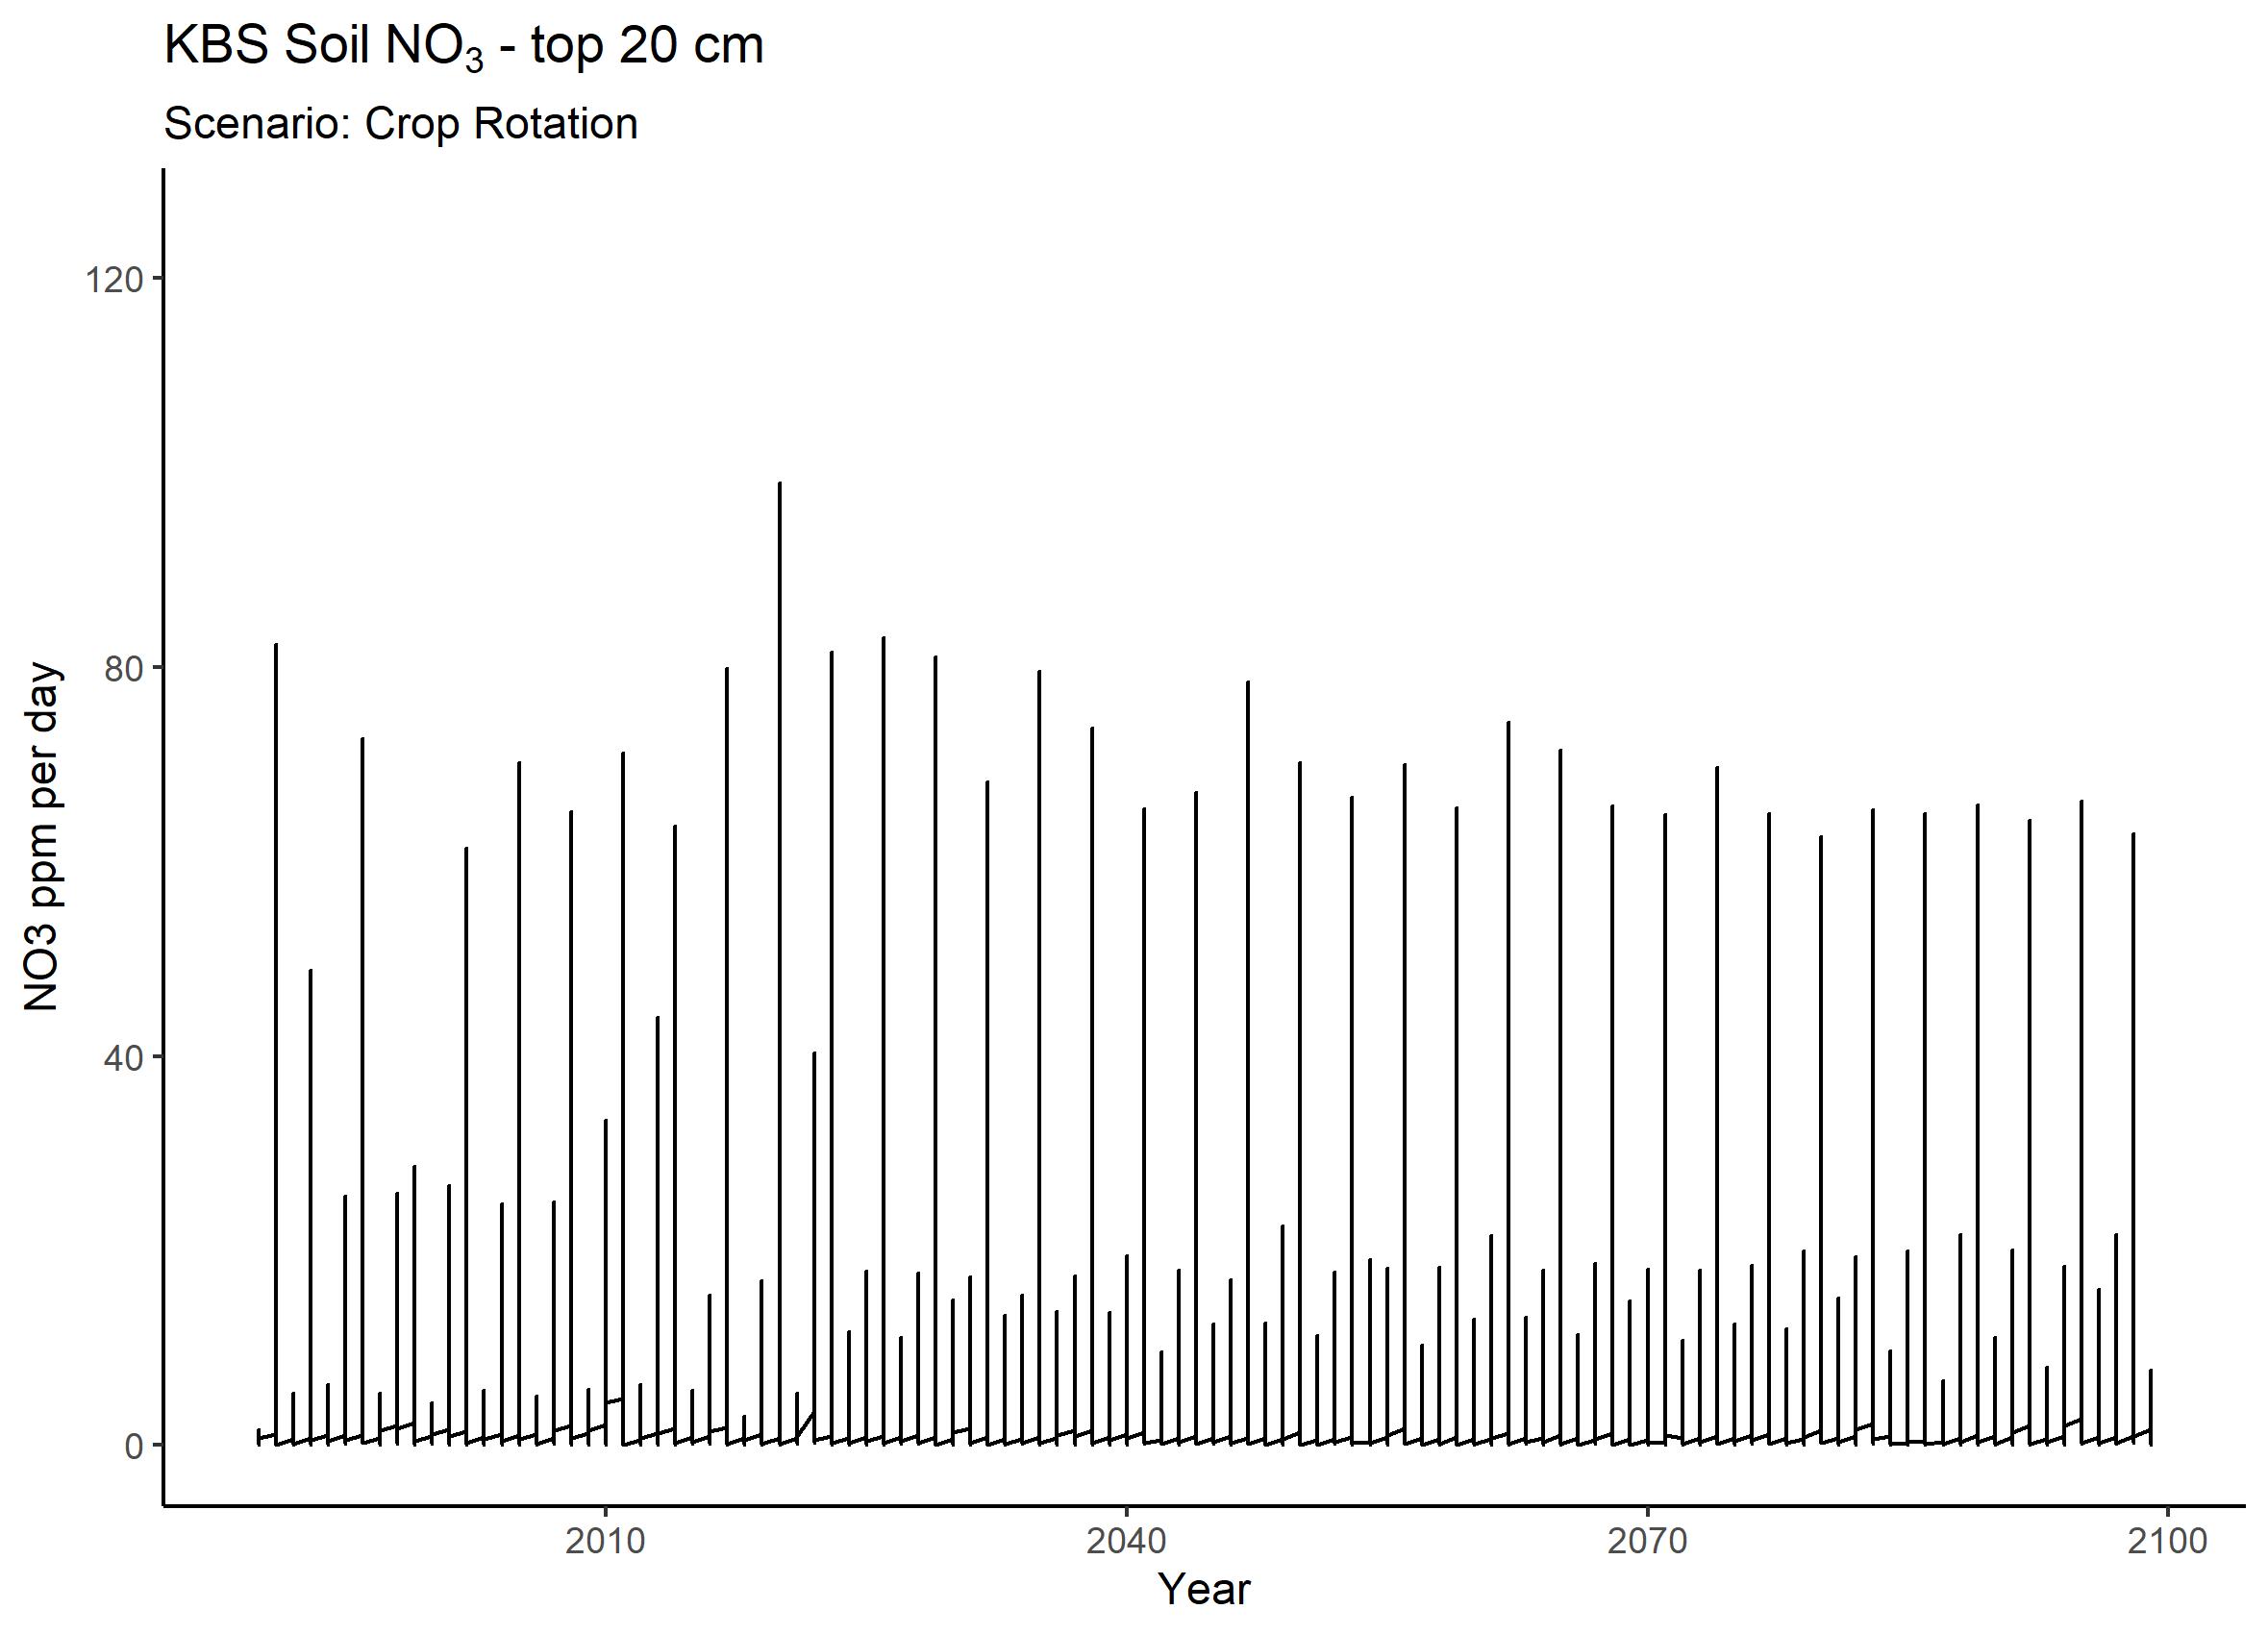 KBS Soil NO₃ - top 20 cm
Scenario: Crop Rotation
120
80
40
0
NO3 ppm per day
2010
2040
2070
2100
Year